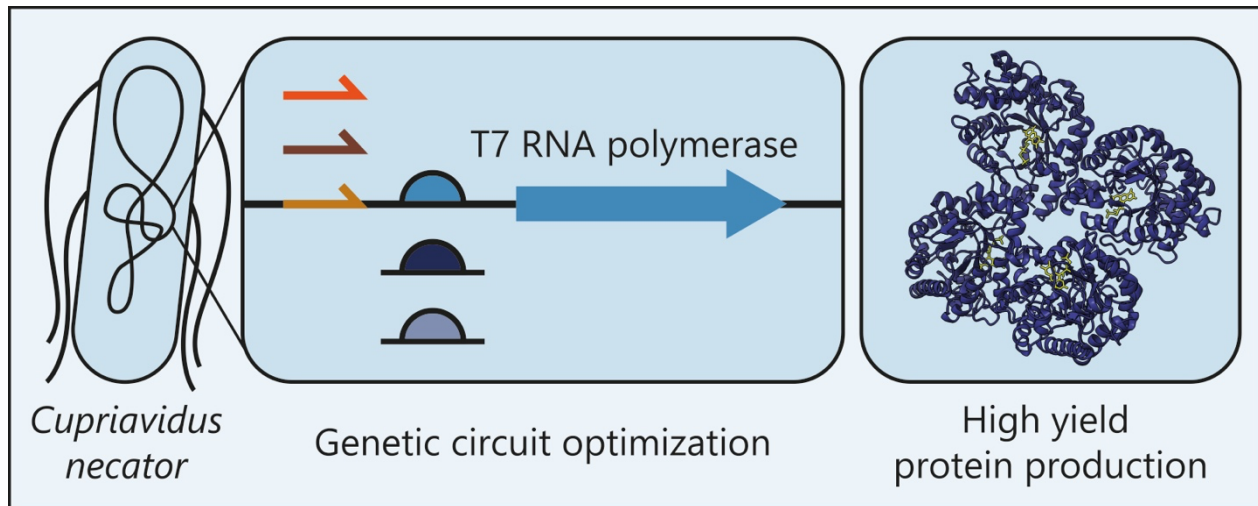 T7 RNA polymerase
Cupriavidus
necator
Genetic circuit optimization
High yield
protein production